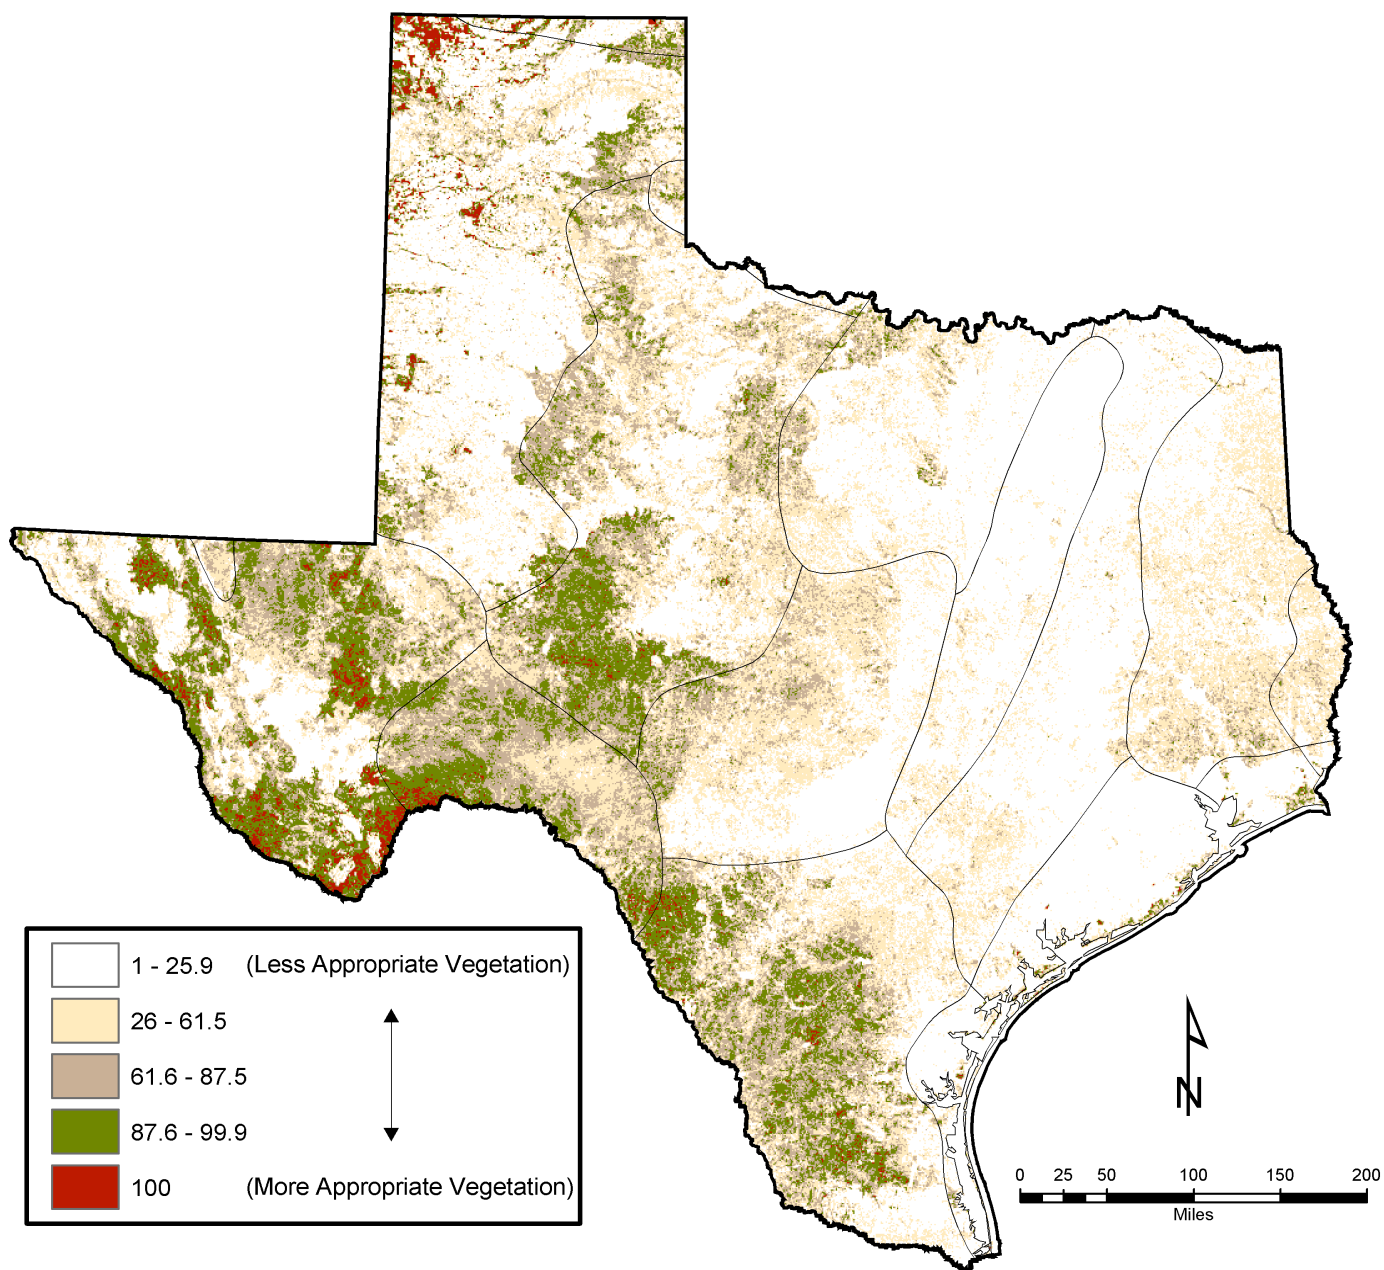 1 - 25.9 (Less Appropriate Vegetation)
26 - 61.5
61.6 - 87.5
87.6 - 99.9
100 (More Appropriate Vegetation)
N
0 25 50 100 150 200
Miles